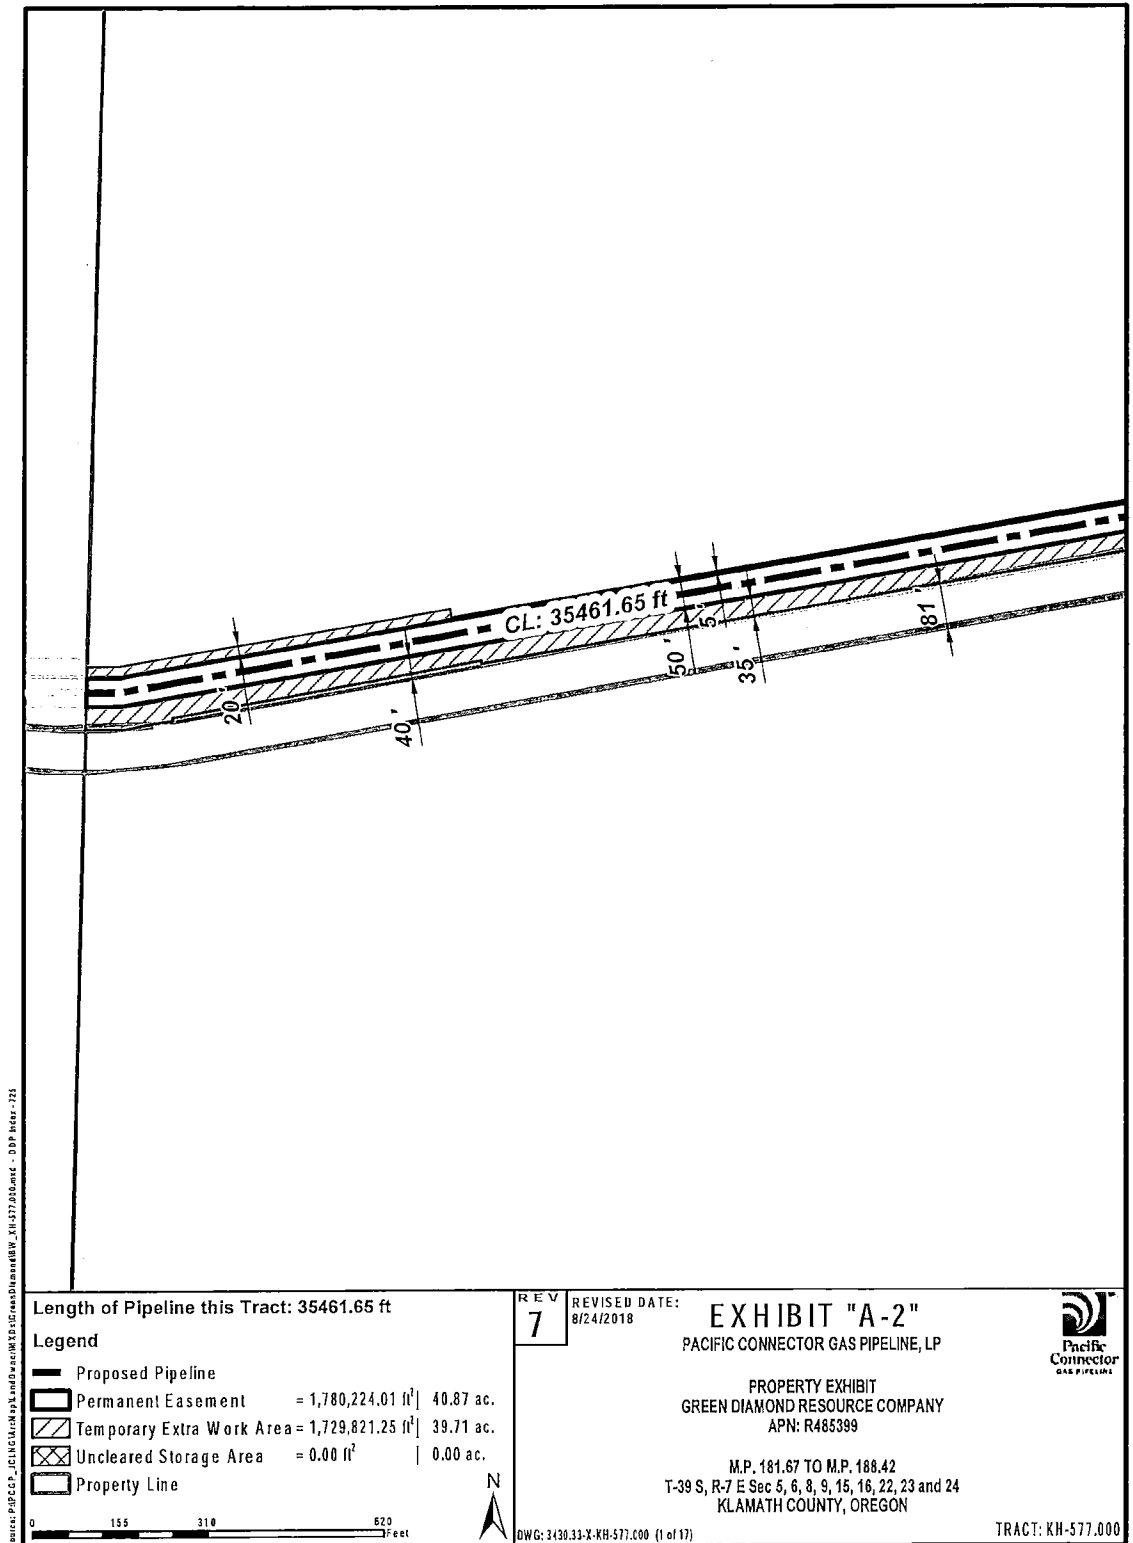 CL: 35461.65 ft
20 '
40 '
50 '
5'
35 '
81 '
Length of Pipeline this Tract: 35461.65 ft
Legend
Proposed Pipeline
Permanent Easement = 1,780,224.01 ft² | 40.87 ac.
Temporary Extra Work Area = 1,729,821.25 ft² | 39.71 ac.
Uncleared Storage Area = 0.00 ft² | 0.00 ac.
Property Line
0 155 310 620
Feet
N
REV
7
REVISED DATE:
8/24/2018
EXHIBIT "A-2"
PACIFIC CONNECTOR GAS PIPELINE, LP
PROPERTY EXHIBIT
GREEN DIAMOND RESOURCE COMPANY
APN: R485399
M.P. 181.67 TO M.P. 188.42
T-39 S, R-7 E Sec 5, 6, 8, 9, 15, 16, 22, 23 and 24
KLAMATH COUNTY, OREGON
DWG: 3430.33-X-KH-577.000 (1 of 17)
TRACT: KH-577.000
Pacific
Connector
GAS PIPELINE